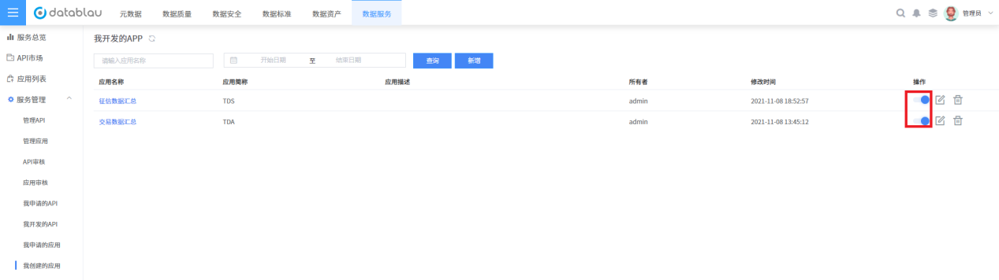 datablau 元数据 数据质量 数据安全 数据标准 数据资产 数据服务 管理员
服务总览
API市场
应用列表
服务管理
管理API
管理应用
API审核
应用审核
我申请的API
我开发的API
我申请的应用
我创建的应用
我开发的APP
请输入应用名称 开始日期 至 结束日期 查询 新增
应用名称 应用简称 应用描述 所有者 修改时间 操作
征信数据汇总 TDS admin 2021-11-08 18:52:57
交易数据汇总 TDA admin 2021-11-08 13:45:12